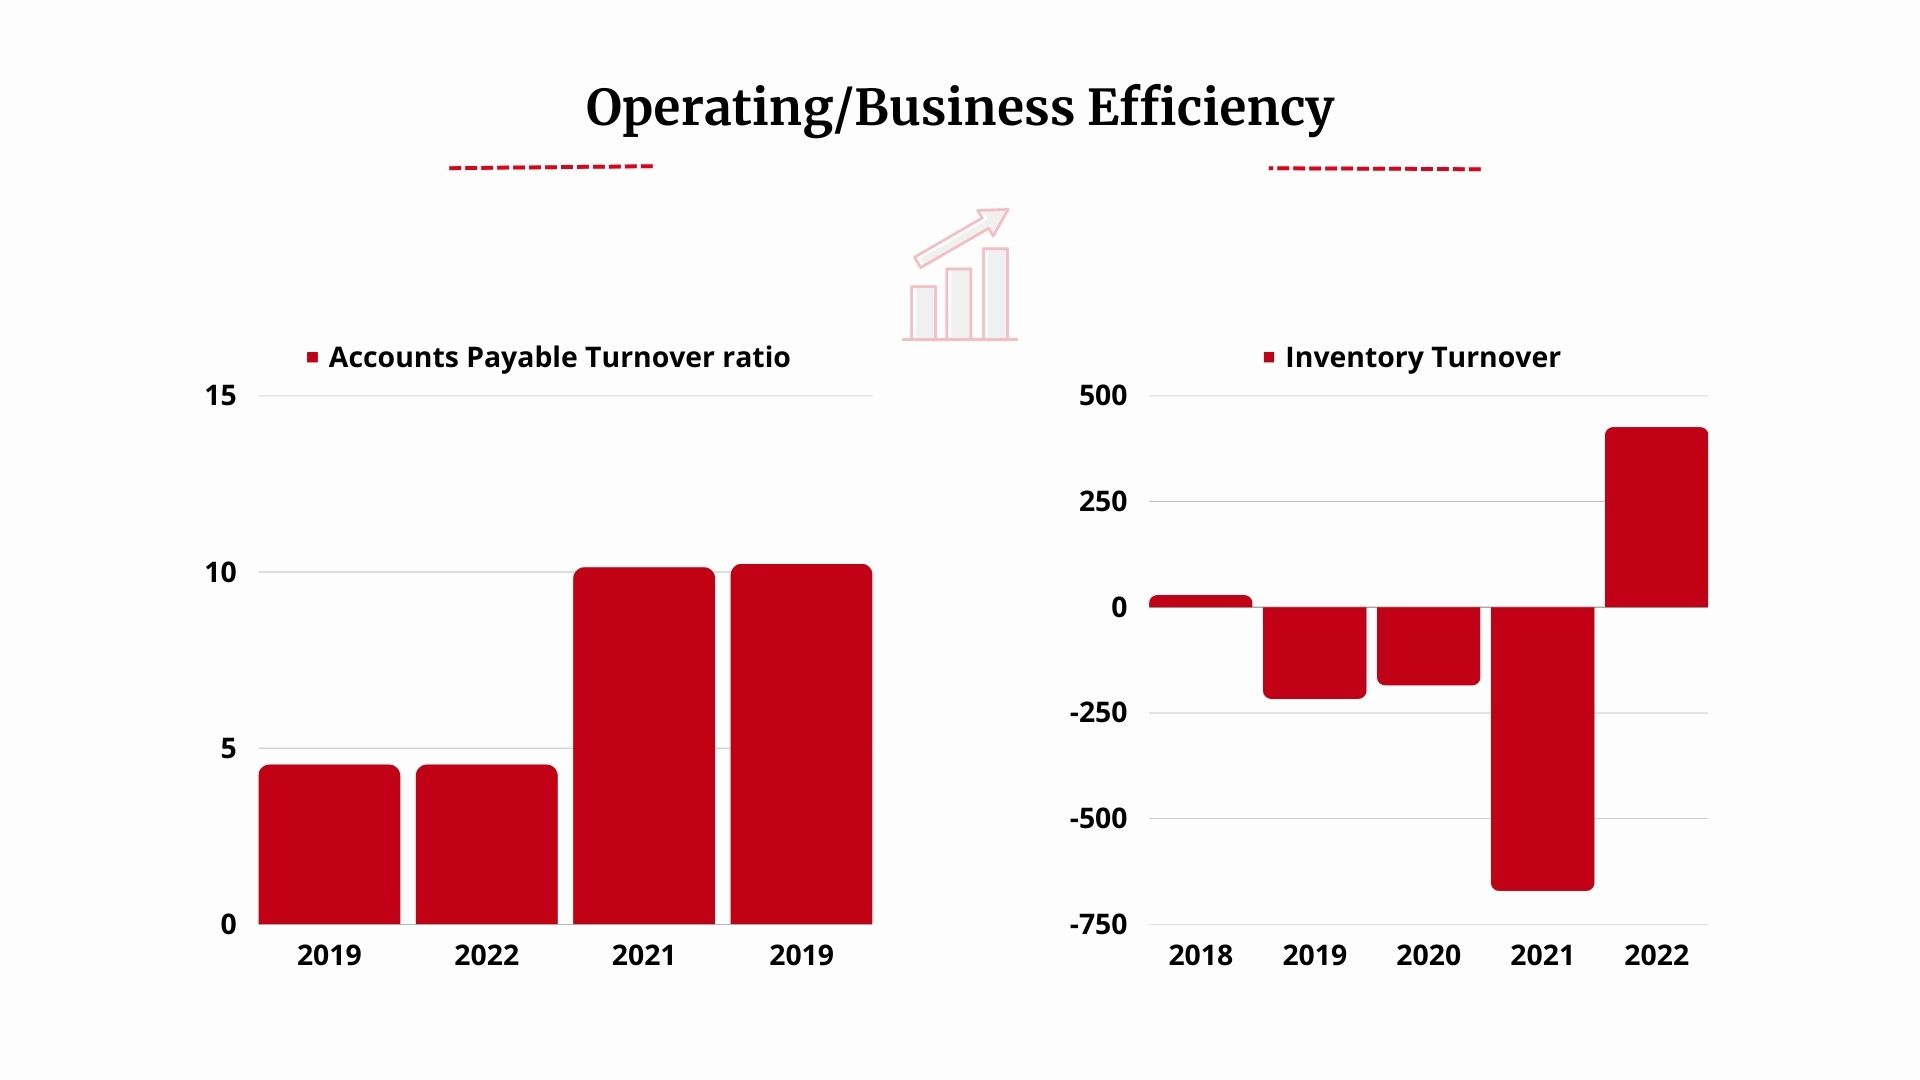 Operating/Business Efficiency
Accounts Payable Turnover ratio
15
10
5
0
2019 2022 2021 2019
Inventory Turnover
500
250
0
-250
-500
-750
2018 2019 2020 2021 2022